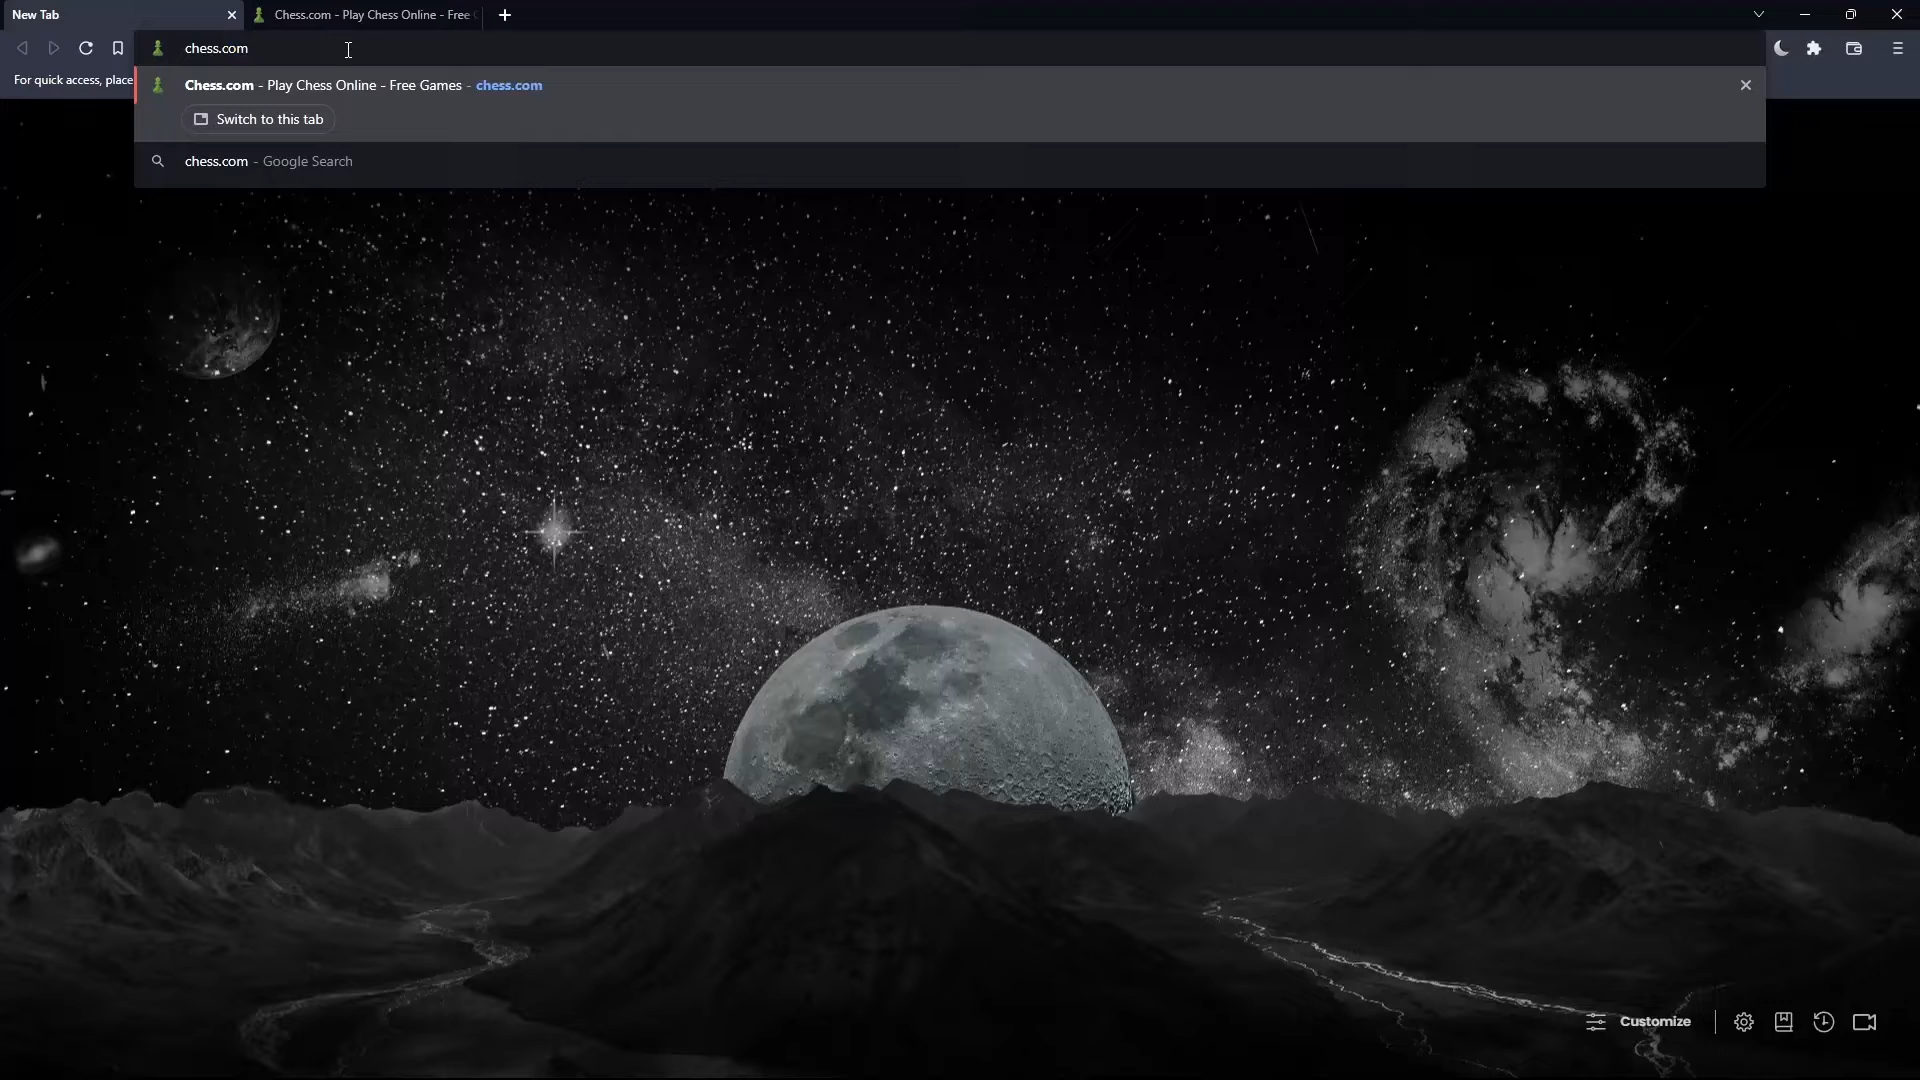 New Tab
Chess.com - Play Chess Online - Free
chess.com
For quick access, place
Chess.com - Play Chess Online - Free Games - chess.com
Switch to this tab
chess.com - Google Search
Customize